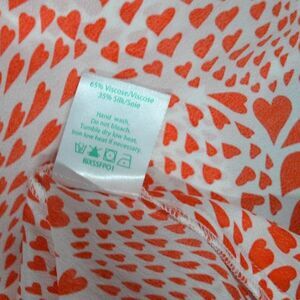 65% Viscose/Viscose
35% Silk/Soie
Hand wash,
Do not bleach.
Tumble dry low heat.
Iron low heat if necessary.